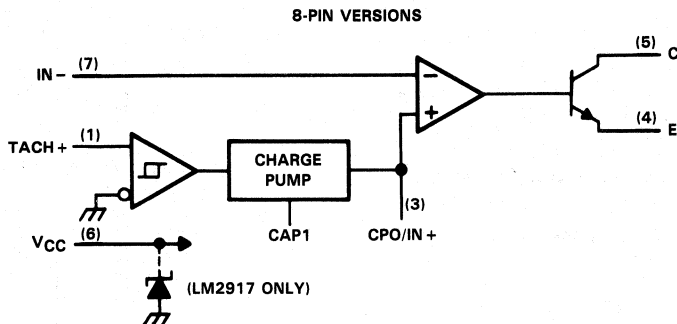 8-PIN VERSIONS
IN− (7)
(5) C
(4) E
TACH+ (1)
CHARGE
PUMP
(3)
CAP1
CPO/IN+
VCC (6)
(LM2917 ONLY)
−
+